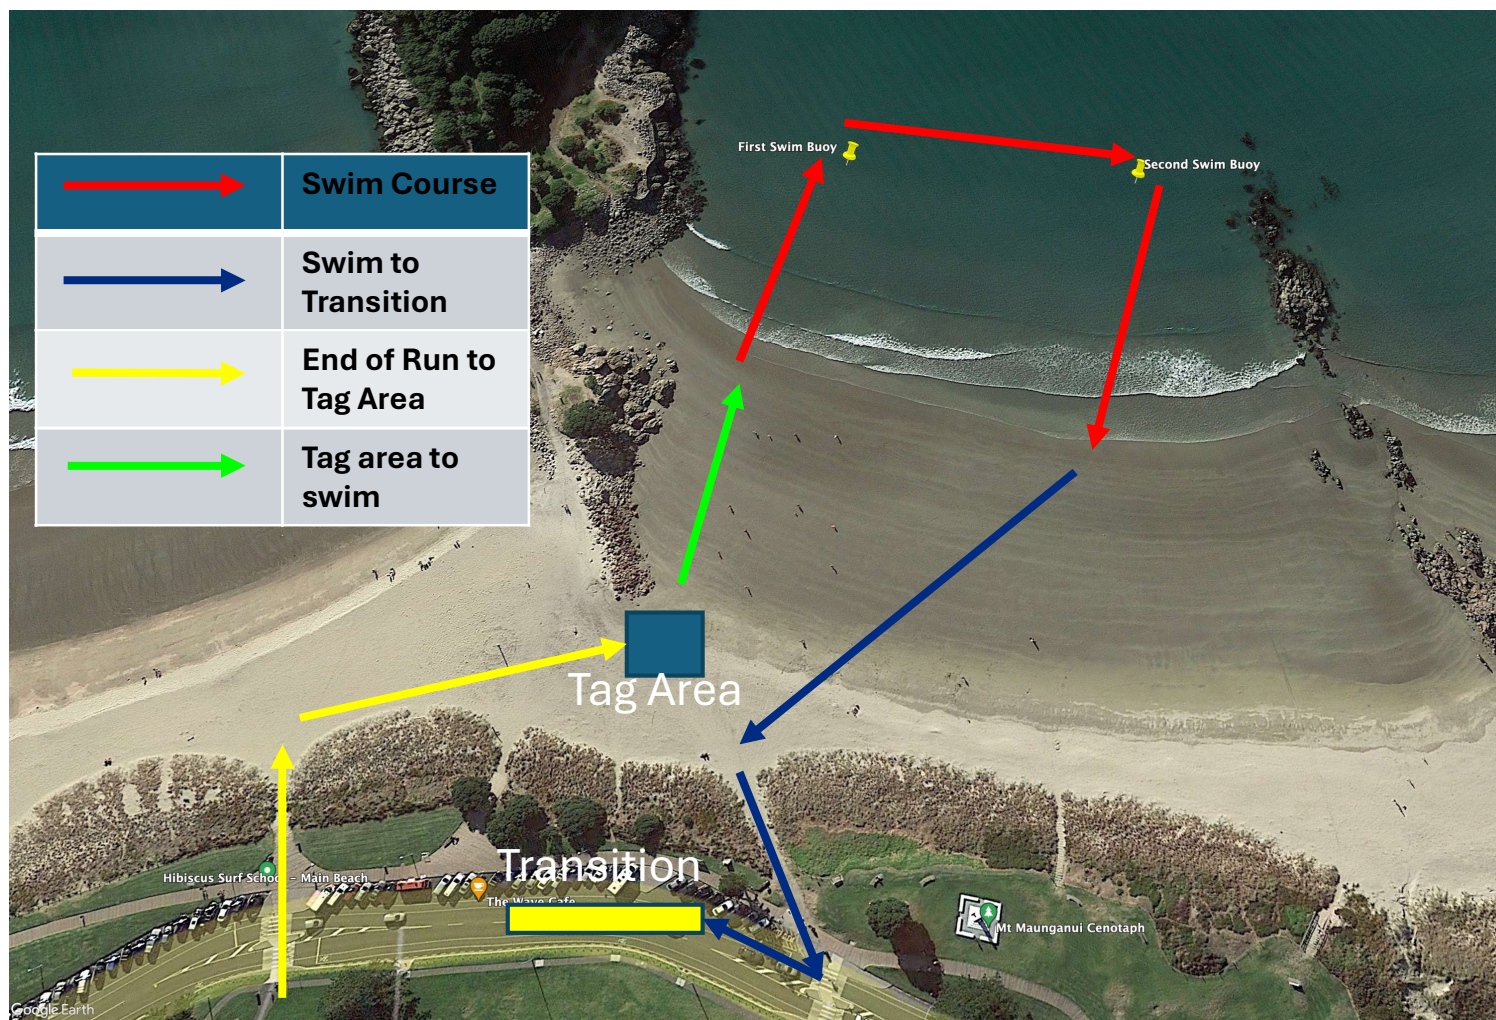 First Swim Buoy
Second Swim Buoy
Swim Course
Swim to
Transition
End of Run to
Tag Area
Tag area to
swim
Tag Area
Transition
Hibiscus Surf School - Main Beach
The Wave Cafe
Mt Maunganui Cenotaph
Google Earth